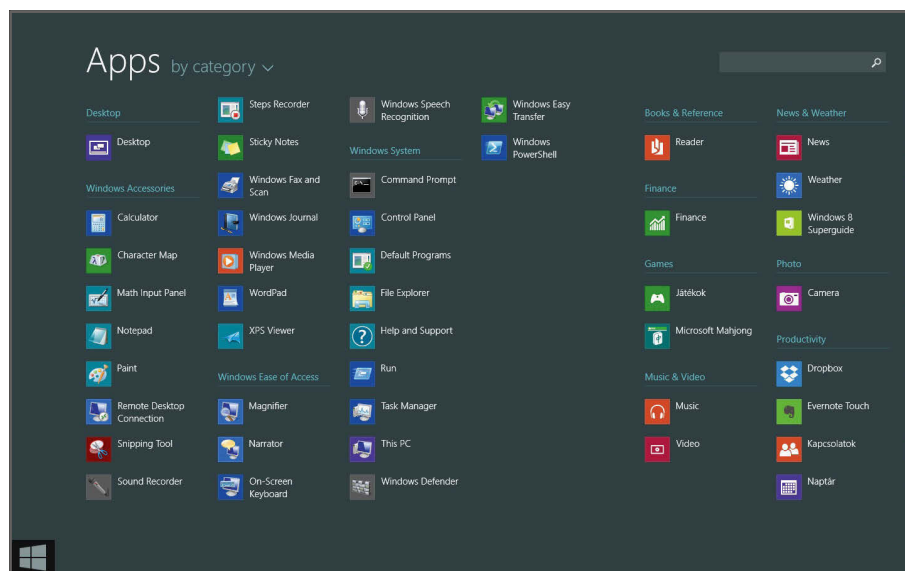 Apps by category
Desktop
Desktop
Windows Accessories
Calculator
Character Map
Math Input Panel
Notepad
Paint
Remote Desktop
Connection
Snipping Tool
Sound Recorder
Steps Recorder
Sticky Notes
Windows Fax and
Scan
Windows Journal
Windows Media
Player
WordPad
XPS Viewer
Windows Ease of Access
Magnifier
Narrator
On-Screen
Keyboard
Windows Speech
Recognition
Windows System
Command Prompt
Control Panel
Default Programs
File Explorer
Help and Support
Run
Task Manager
This PC
Windows Defender
Windows Easy
Transfer
Windows
PowerShell
Books & Reference
Reader
Finance
Finance
Games
Játékok
Microsoft Mahjong
Music & Video
Music
Video
News & Weather
News
Weather
Windows 8
Superguide
Photo
Camera
Productivity
Dropbox
Evernote Touch
Kapcsolatok
Naptár